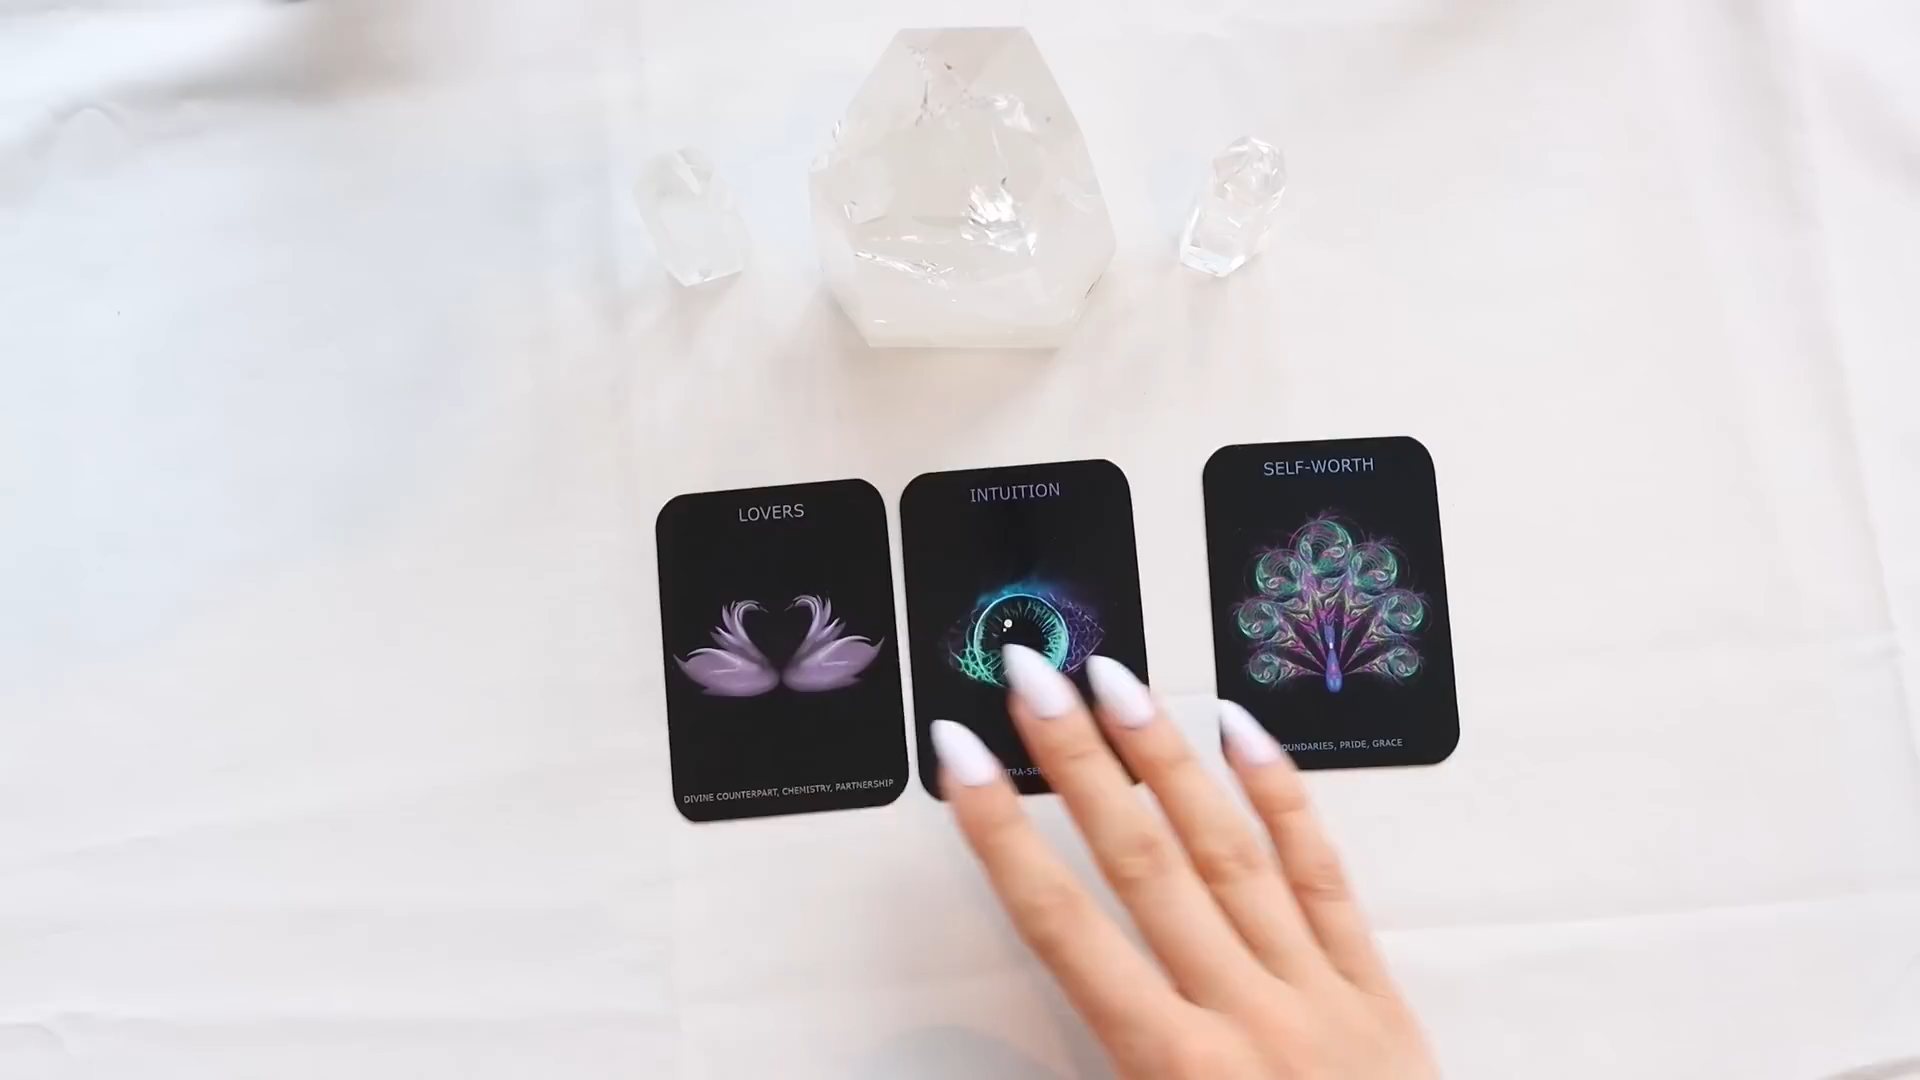 LOVERS
DIVINE COUNTERPART, CHEMISTRY, PARTNERSHIP
INTUITION
SELF-WORTH
PRIDE, GRACE